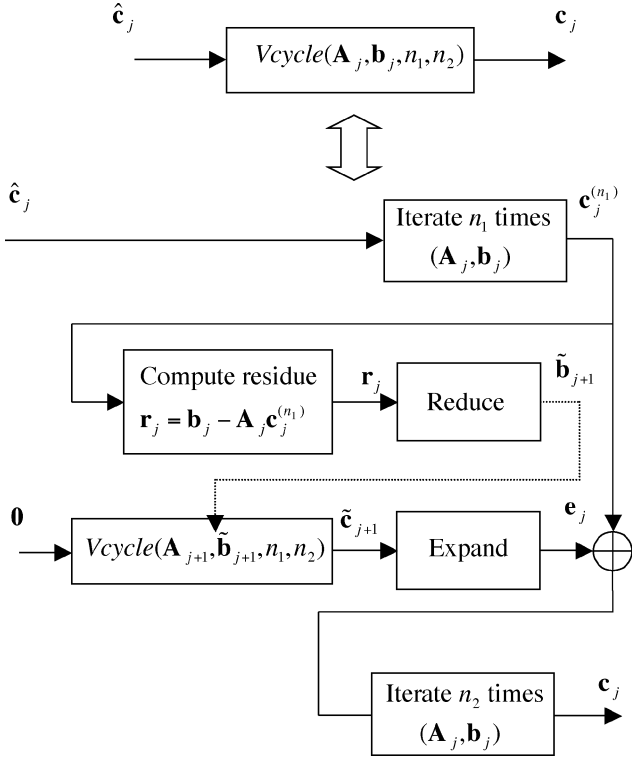 ĉ_j
c_j
Vcycle(A_j,b_j,n_1,n_2)
ĉ_j
c_j^(n_1)
Iterate n_1 times
(A_j,b_j)
Compute residue
r_j = b_j − A_j c_j^(n_1)
r_j
Reduce
b̃_{j+1}
0
Vcycle(A_{j+1},b̃_{j+1},n_1,n_2)
c̃_{j+1}
Expand
e_j
Iterate n_2 times
(A_j,b_j)
c_j